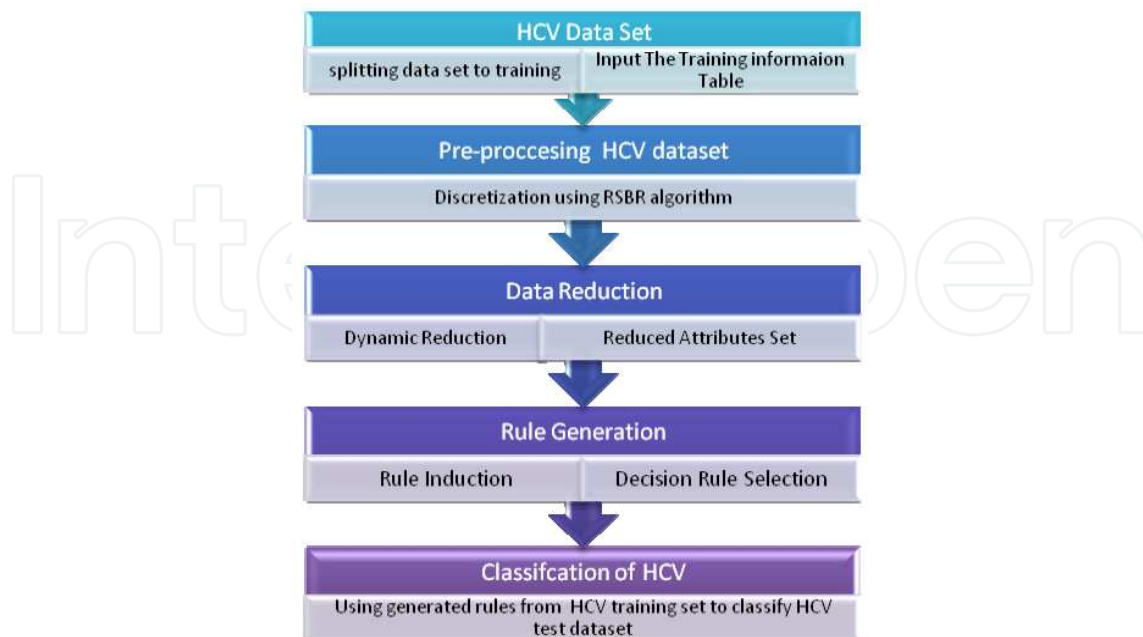 HCV Data Set
splitting data set to training
Input The Training informaion
Table
Pre-proccesing HCV dataset
Discretization using RSBR algorithm
Data Reduction
Dynamic Reduction
Reduced Attributes Set
Rule Generation
Rule Induction
Decision Rule Selection
Classifcation of HCV
Using generated rules from HCV training set to classify HCV
test dataset